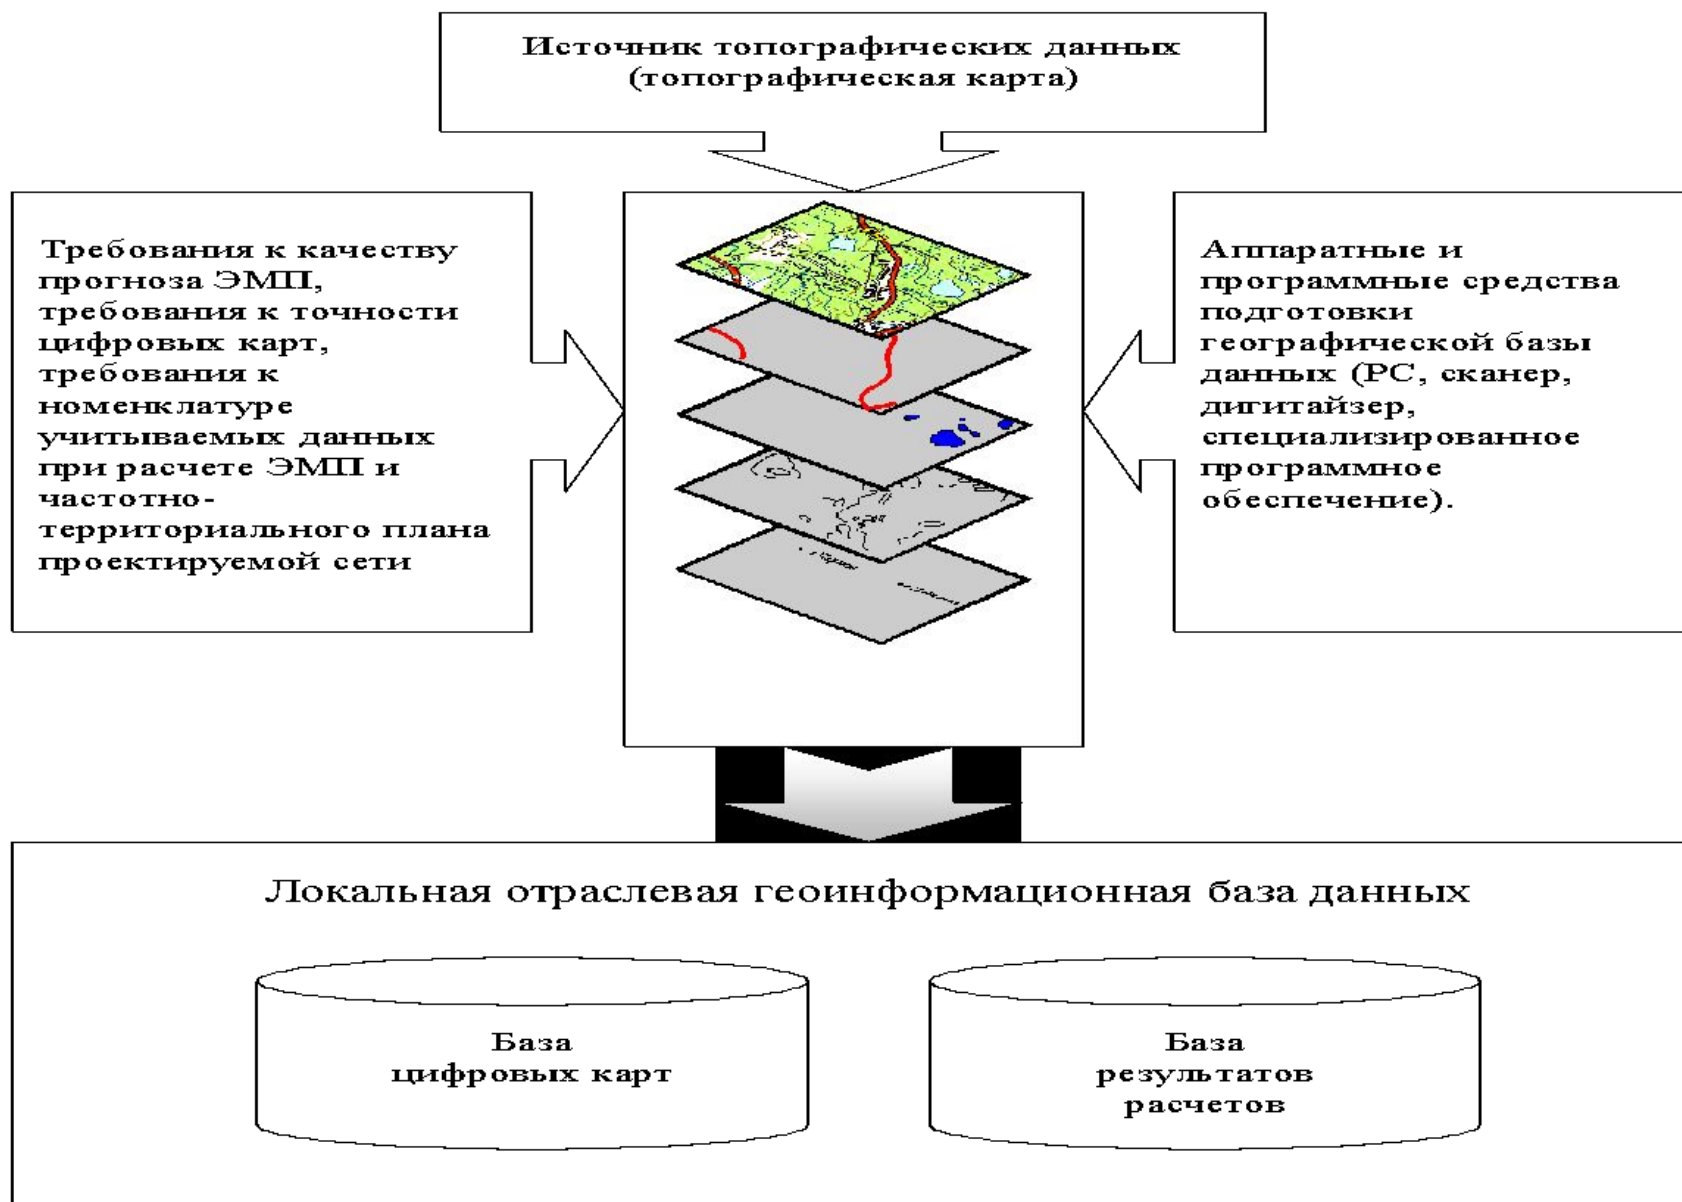 Источник топографических данных
(топографическая карта)
Требования к качеству
прогноза ЭМП,
требования к точности
цифровых карт,
требования к
номенклатуре
учитываемых данных
при расчете ЭМП и
частотно-
территориального плана
проектируемой сети
Аппаратные и
программные средства
подготовки
географической базы
данных (PC, сканер,
дигитайзер,
специализированное
программное
обеспечение).
Локальная отраслевая геоинформационная база данных
База
цифровых карт
База
результатов
расчетов